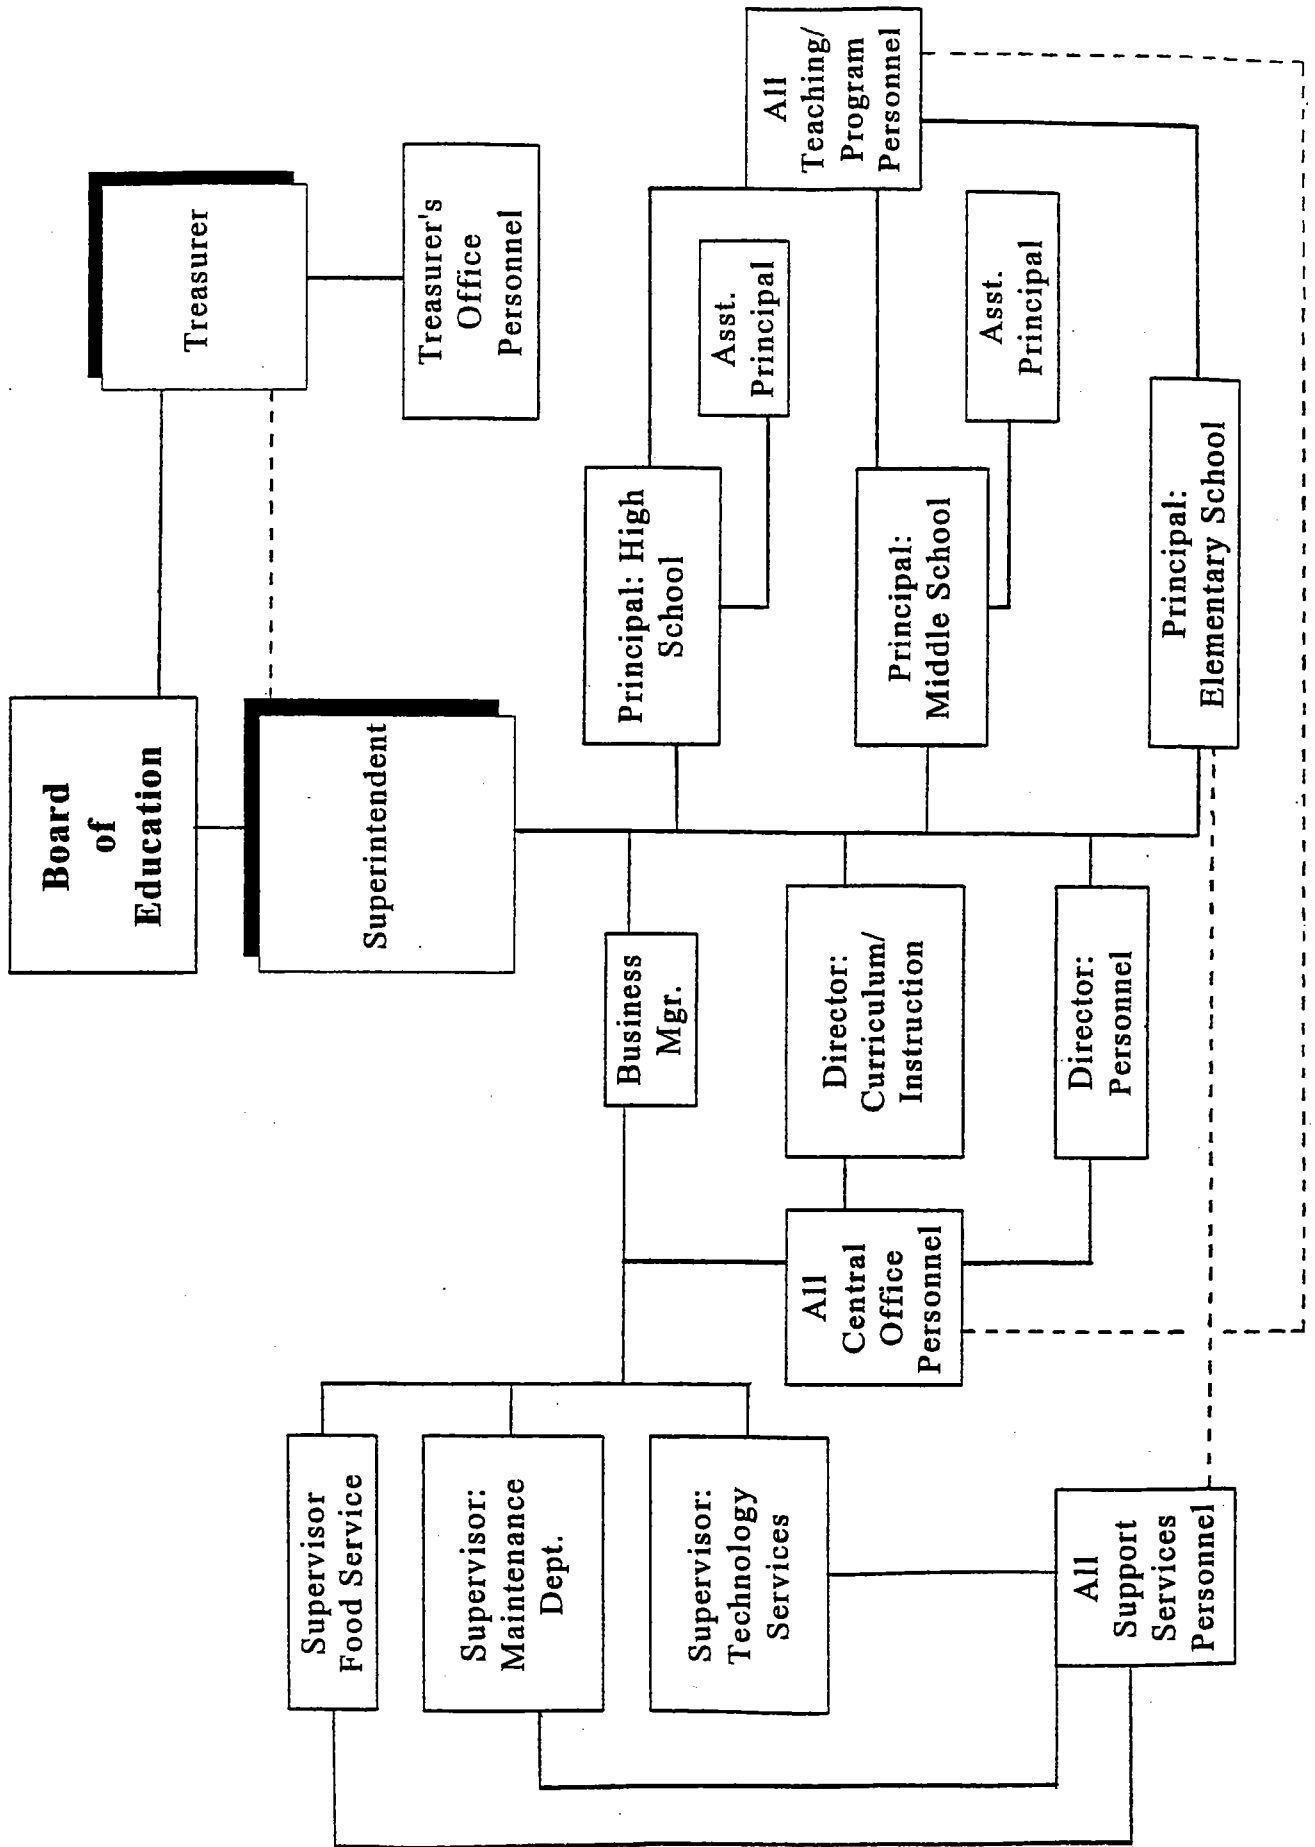 Board
of
Education
Treasurer
Superintendent
Treasurer's
Office
Personnel
Supervisor
Food Service
Supervisor:
Maintenance
Dept.
Supervisor:
Technology
Services
Business
Mgr.
Principal: High
School
Asst.
Principal
All
Teaching/
Program
Personnel
All
Central
Office
Personnel
Director:
Curriculum/
Instruction
Principal:
Middle School
Asst.
Principal
All
Support
Services
Personnel
Director:
Personnel
Principal:
Elementary School